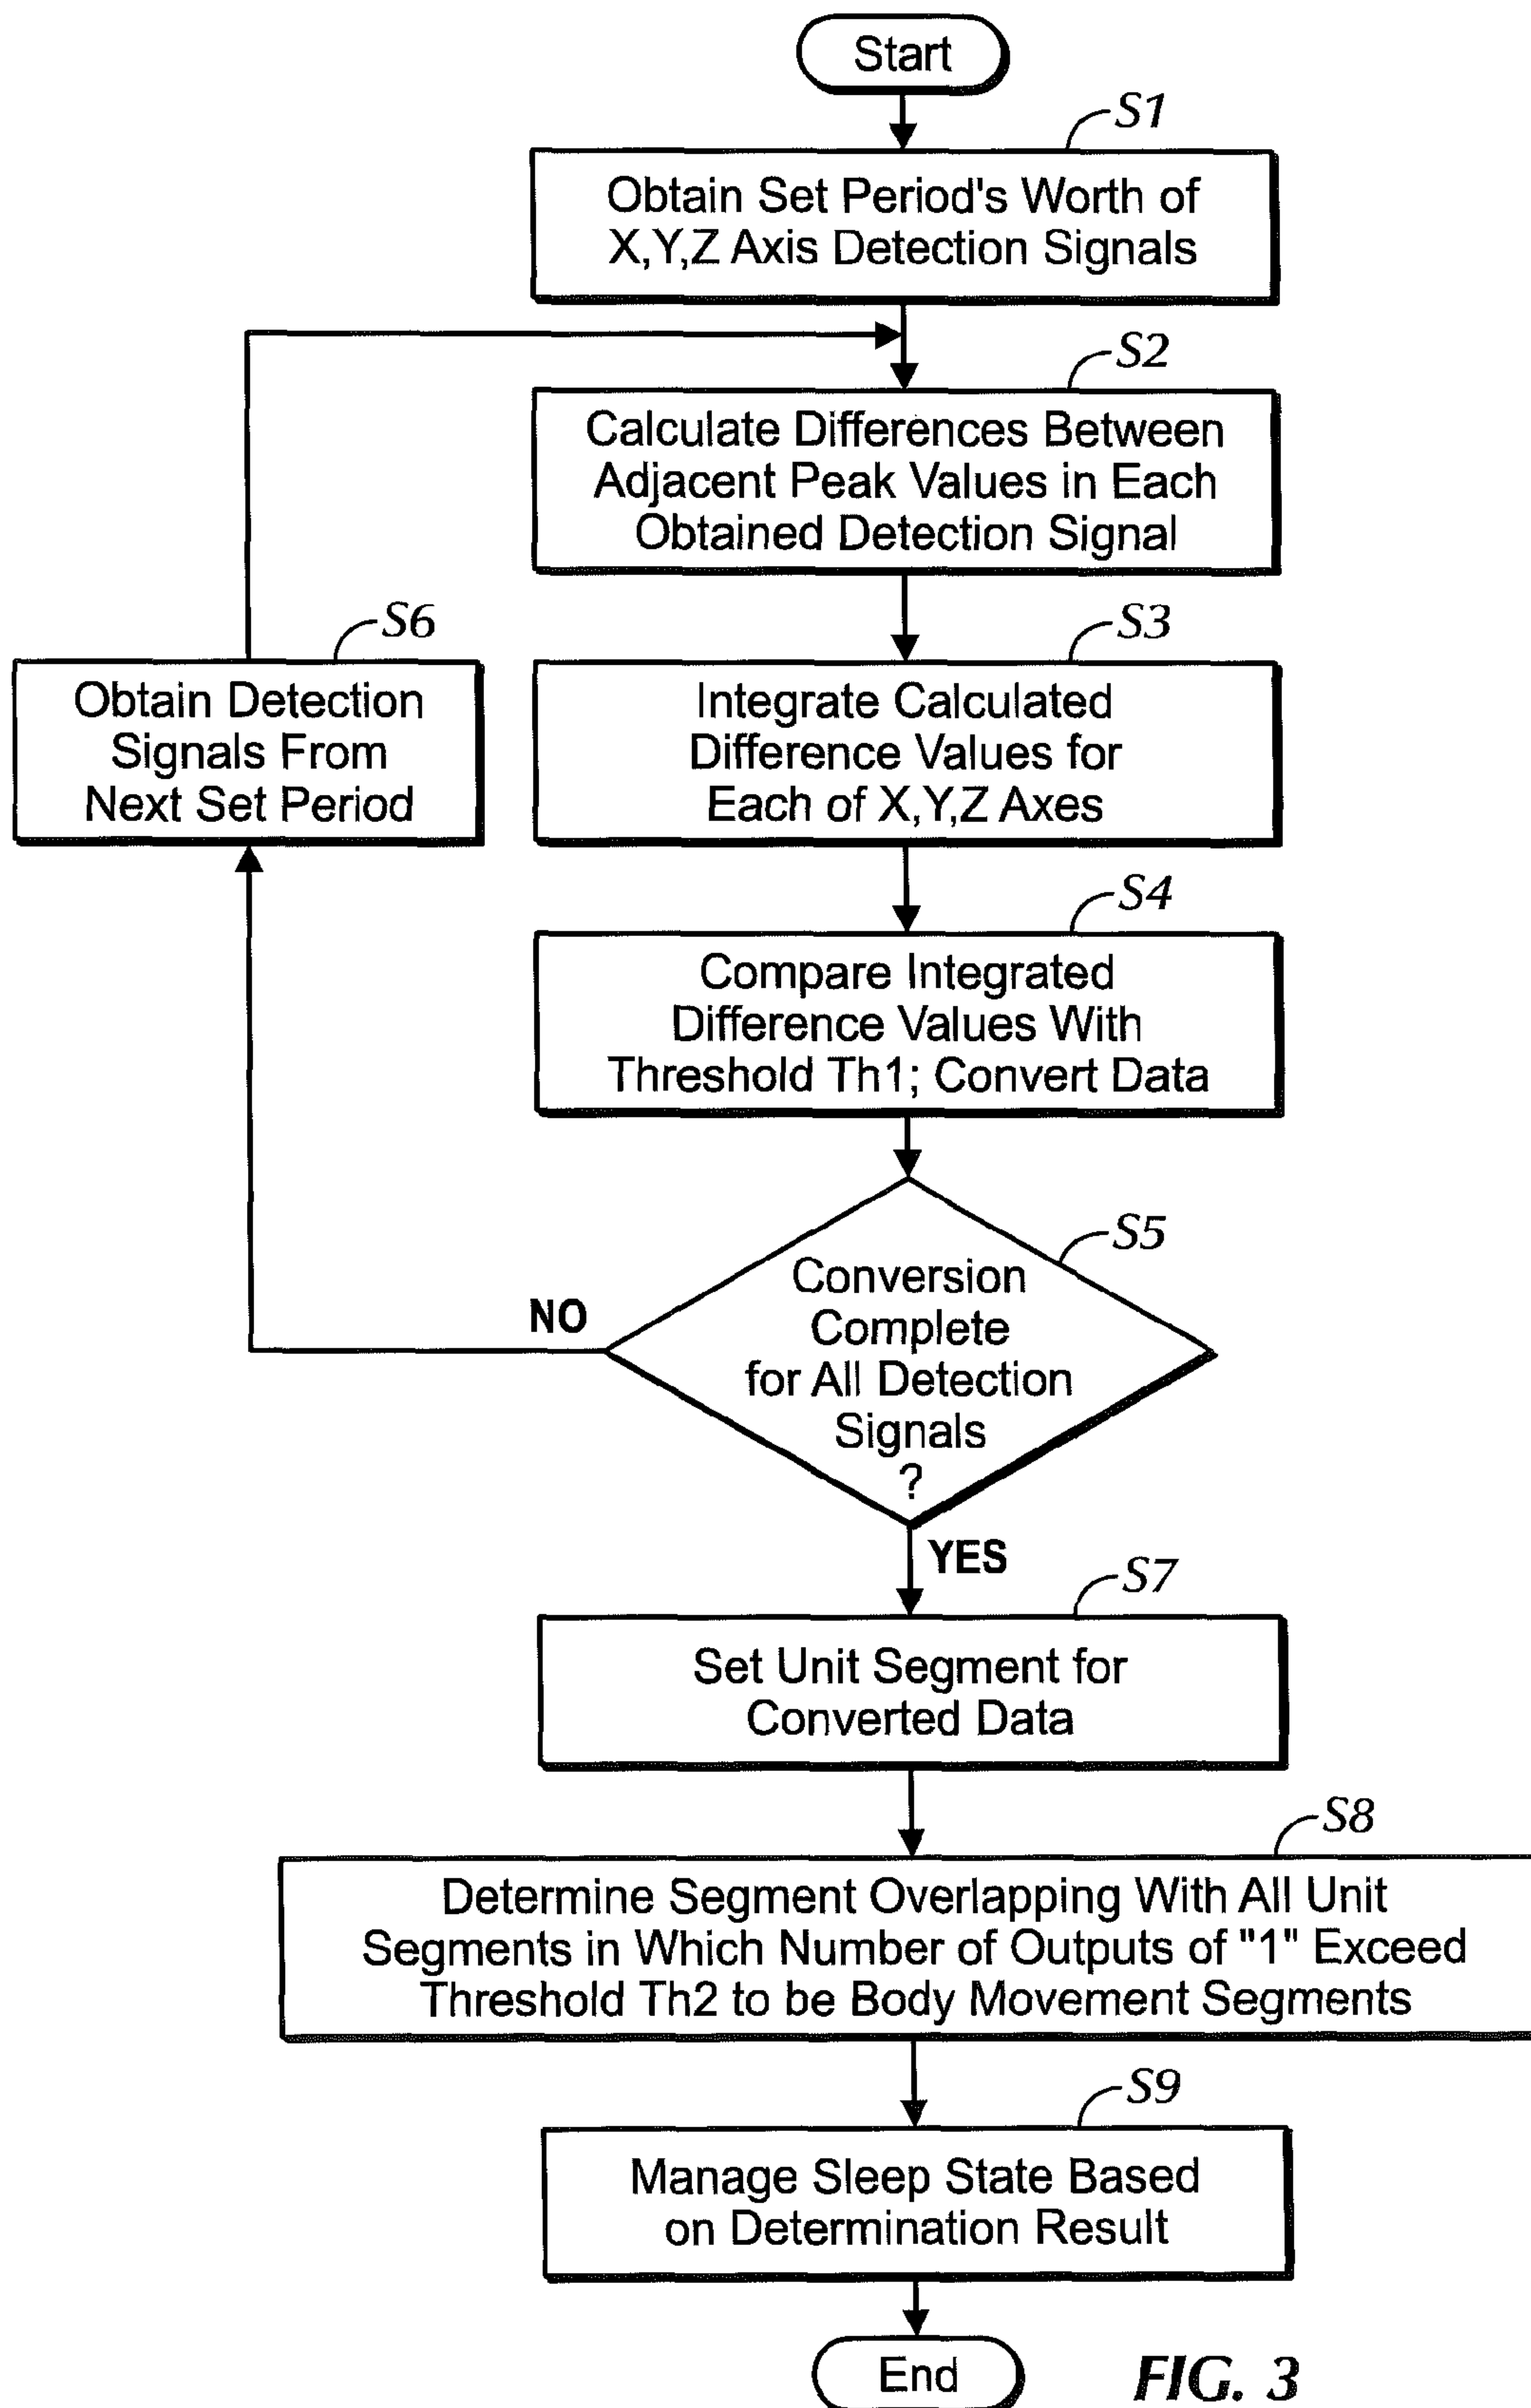 Start
S1
Obtain Set Period's Worth of
X,Y,Z Axis Detection Signals
S2
Calculate Differences Between
Adjacent Peak Values in Each
Obtained Detection Signal
S6
Obtain Detection
Signals From
Next Set Period
S3
Integrate Calculated
Difference Values for
Each of X,Y,Z Axes
S4
Compare Integrated
Difference Values With
Threshold Th1; Convert Data
S5
Conversion
Complete
for All Detection
Signals
?
NO
YES
S7
Set Unit Segment for
Converted Data
S8
Determine Segment Overlapping With All Unit
Segments in Which Number of Outputs of "1" Exceed
Threshold Th2 to be Body Movement Segments
S9
Manage Sleep State Based
on Determination Result
End
FIG. 3